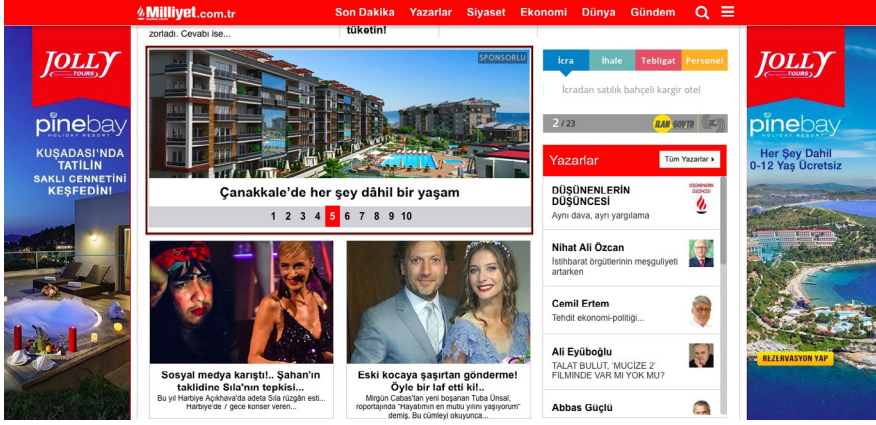 Milliyet.com.tr
Son Dakika Yazarlar Siyaset Ekonomi Dünya Gündem
JOLLY
TOURS
pinebay
HOLIDAY RESORT
KUŞADASI'NDA
TATİLİN
SAKLI CENNETİNİ
KEŞFEDİN!
zorladı. Cevabı ise...
tüketin!
SPONSORLU
Çanakkale'de her şey dâhil bir yaşam
1 2 3 4 5 6 7 8 9 10
Sosyal medya karıştı!.. Şahan'ın
taklidine Sıla'nın tepkisi...
Bu yıl Harbiye Açıkhava'da adeta Sıla rüzgârı esti...
Harbiye'de 7 gece konser veren...
Eski kocaya şaşırtan gönderme!
Öyle bir laf etti ki!..
Mirgün Cabas'tan yeni boşanan Tuba Ünsal,
röportajında "Hayatımın en mutlu yılını yaşıyorum"
demiş. Bu cümleyi okuyunca...
İcra İhale Tebligat Personel
İcradan satılık bahçeli kargir otel
2 / 23
ilan.gov.tr
Yazarlar
Tüm Yazarlar
DÜŞÜNENLERİN
DÜŞÜNCESİ
Aynı dava, ayrı yargılama
DÜŞÜNENLERİN
DÜŞÜNCESİ
Nihat Ali Özcan
İstihbarat örgütlerinin meşguliyeti
artarken
Cemil Ertem
Tehdit ekonomi-politiği...
Ali Eyüboğlu
TALAT BULUT, 'MUCİZE 2'
FILMINDE VAR MI YOK MU?
Abbas Güçlü
JOLLY
TOURS
pinebay
HOLIDAY RESORT
Her Şey Dahil
0-12 Yaş Ücretsiz
REZERVASYON YAP